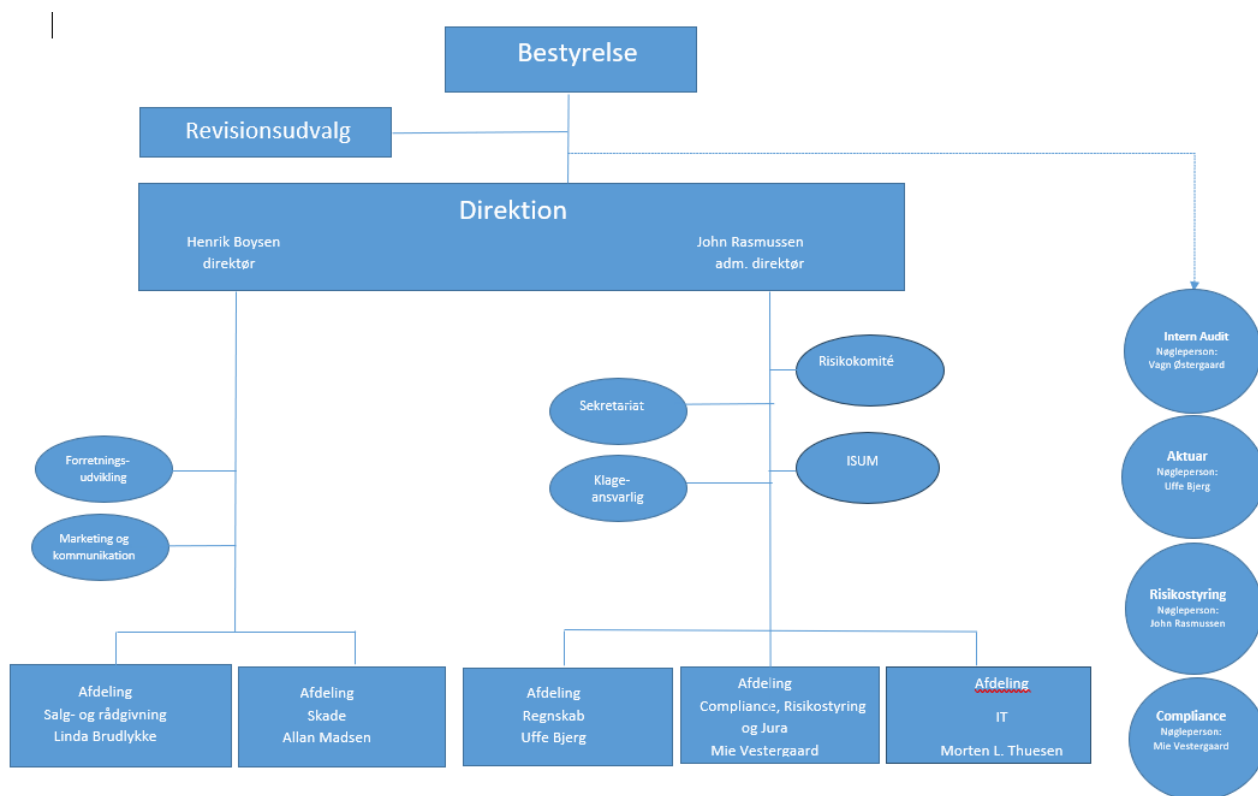 Bestyrelse
Revisionsudvalg
Direktion
Henrik Boysen
direktør
John Rasmussen
adm. direktør
Risikokomité
Sekretariat
ISUM
Klage-
ansvarlig
Forretnings-
udvikling
Marketing og
kommunikation
Afdeling
Salg- og rådgivning
Linda Brudlykke
Afdeling
Skade
Allan Madsen
Afdeling
Regnskab
Uffe Bjerg
Afdeling
Compliance, Risikostyring
og Jura
Mie Vestergaard
Afdeling
IT
Morten L. Thuesen
Intern Audit
Nøgleperson:
Vagn Østergaard
Aktuar
Nøgleperson:
Uffe Bjerg
Risikostyring
Nøgleperson:
John Rasmussen
Compliance
Nøgleperson:
Mie Vestergaard